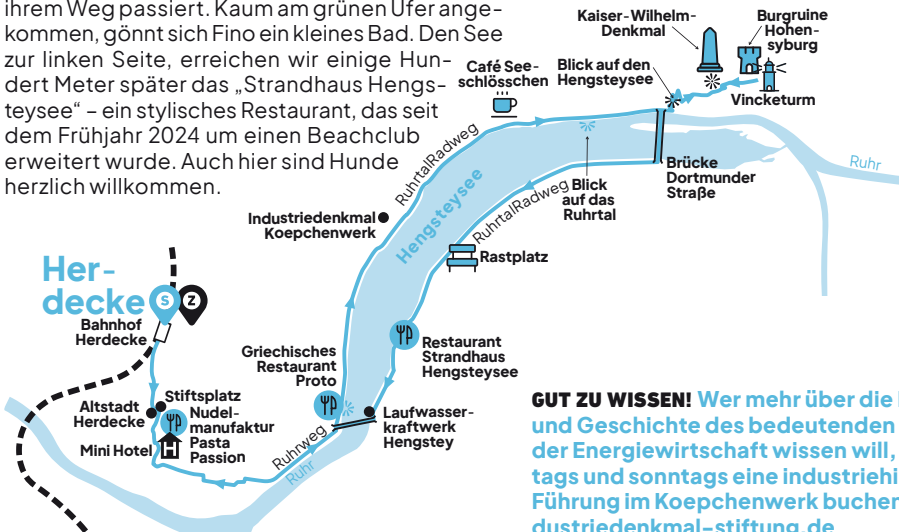 ihrem Weg passiert. Kaum am grünen Ufer ange-
kommen, gönnt sich Fino ein kleines Bad. Den See
zur linken Seite, erreichen wir einige Hun-
dert Meter später das „Strandhaus Hengs-
teysee“ – ein stylisches Restaurant, das seit
dem Frühjahr 2024 um einen Beachclub
erweitert wurde. Auch hier sind Hunde
herzlich willkommen.
Kaiser-Wilhelm-
Denkmal
Burgruine
Hohen-
syburg
Café See-
schlösschen
Blick auf den
Hengsteysee
Vincketurm
RuhrtalRadweg
Ruhr
Brücke
Dortmunder
Straße
Blick
auf das
Ruhrtal
RuhrtalRadweg
Hengsteysee
Industriedenkmal
Koepchenwerk
Rastplatz
Her-
decke
S
Z
Bahnhof
Herdecke
Griechisches
Restaurant
Proto
Restaurant
Strandhaus
Hengsteysee
Altstadt
Herdecke
Stiftsplatz
Nudel-
manufaktur
Pasta
Passion
Mini Hotel
Laufwasser-
kraftwerk
Hengstey
Ruhrweg
Ruhr
GUT ZU WISSEN! Wer mehr über die
und Geschichte des bedeutenden
der Energiewirtschaft wissen will,
tags und sonntags eine industriehi
Führung im Koepchenwerk buchen
dustriedenkmal-stiftung.de